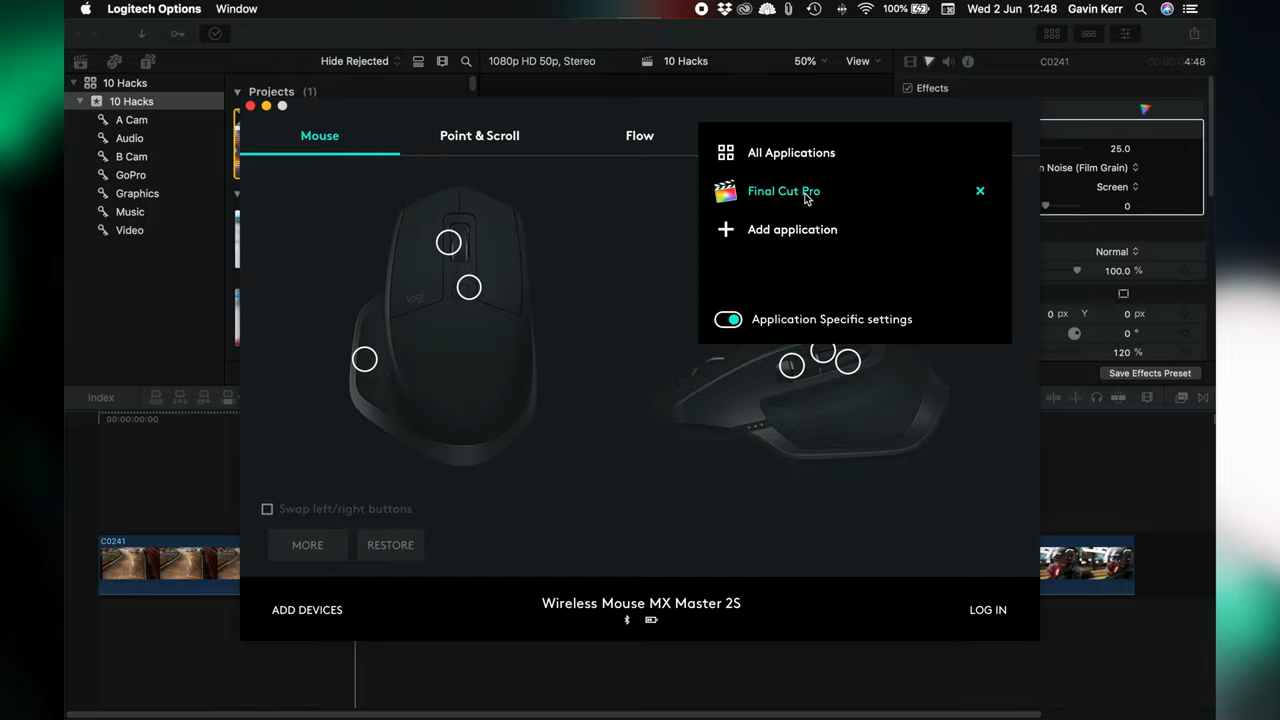 Logitech Options Window 100% Wed 2 Jun 12:48 Gavin Kerr
Hide Rejected 1080p HD 50p, Stereo 10 Hacks 50% View C0241 4:48
10 Hacks
10 Hacks
A Cam
Audio
B Cam
GoPro
Graphics
Music
Video
Projects (1)
Effects
25.0
Noise (Film Grain)
Screen
0
Normal
100.0 %
0 px Y 0 px
0 °
120 %
Save Effects Preset
Mouse Point & Scroll Flow
All Applications
Final Cut Pro
Add application
Application Specific settings
logi
Swap left/right buttons
MORE RESTORE
ADD DEVICES Wireless Mouse MX Master 2S LOG IN
Index
00:00:00:00
C0241